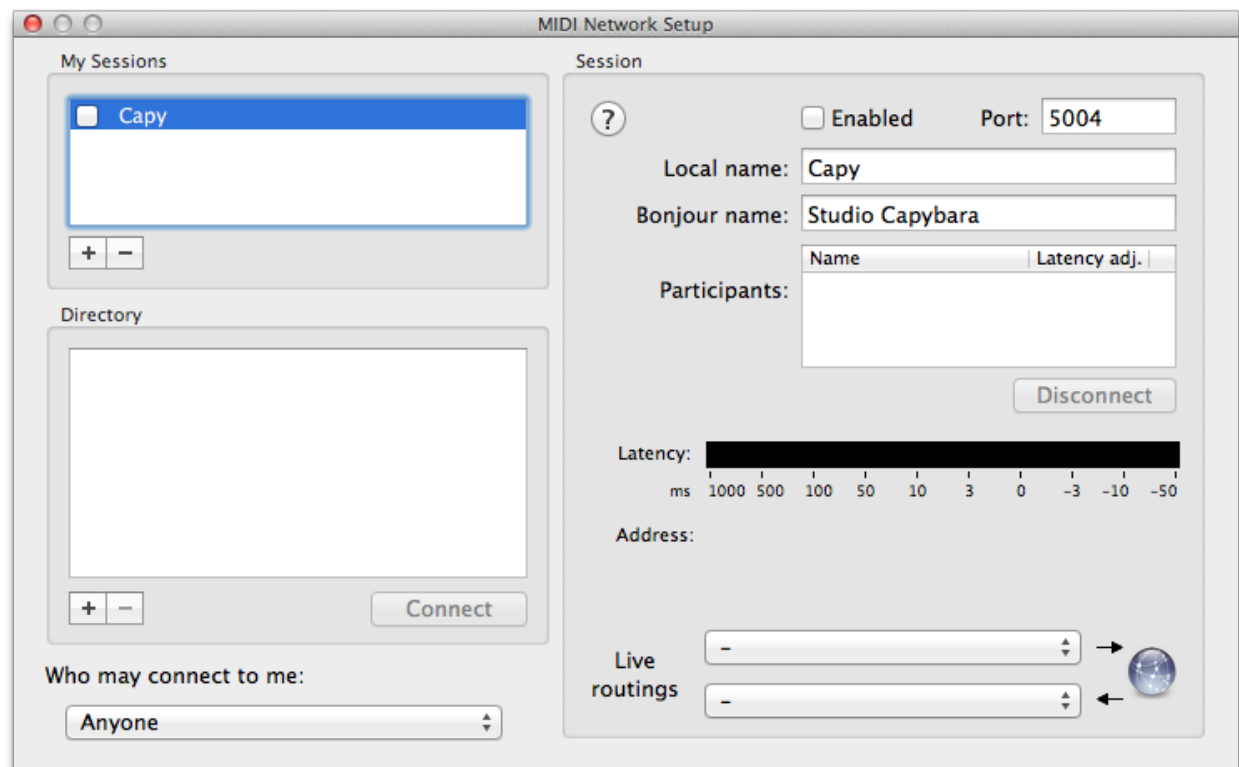 MIDI Network Setup
My Sessions
Capy
+ −
Directory
+ −
Connect
Who may connect to me:
Anyone
Session
?
Enabled
Port: 5004
Local name: Capy
Bonjour name: Studio Capybara
Participants:
Name Latency adj.
Disconnect
Latency:
ms 1000 500 100 50 10 3 0 -3 -10 -50
Address:
Live
routings
-
-